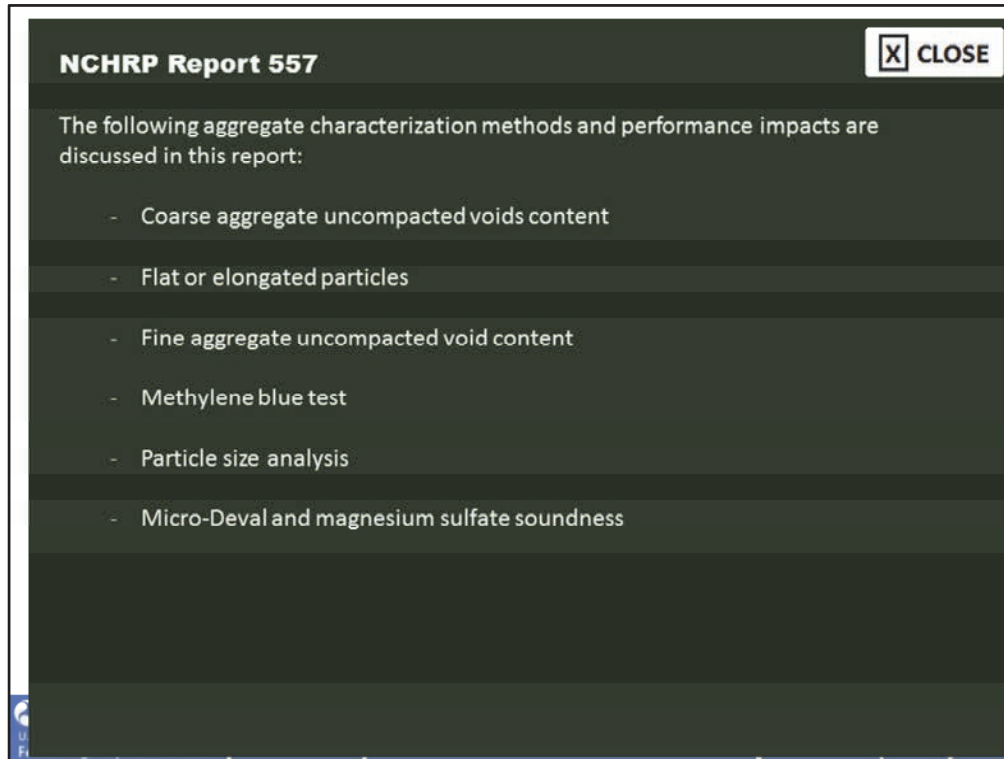 NCHRP Report 557
X CLOSE
The following aggregate characterization methods and performance impacts are
discussed in this report:
- Coarse aggregate uncompacted voids content
- Flat or elongated particles
- Fine aggregate uncompacted void content
- Methylene blue test
- Particle size analysis
- Micro-Deval and magnesium sulfate soundness